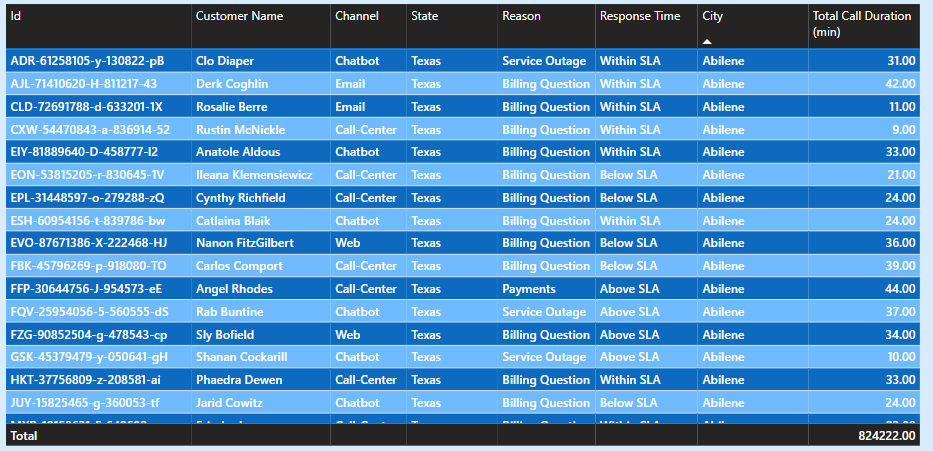 Id Customer Name Channel State Reason Response Time City Total Call Duration
(min)
ADR-61258105-y-130822-pB Clo Diaper Chatbot Texas Service Outage Within SLA Abilene 31.00
AJL-71410620-H-811217-43 Derk Coghlin Email Texas Billing Question Within SLA Abilene 42.00
CLD-72691788-d-633201-1X Rosalie Berre Email Texas Billing Question Within SLA Abilene 11.00
CXW-54470843-a-836914-52 Rustin McNickle Call-Center Texas Billing Question Within SLA Abilene 9.00
EIY-81889640-D-458777-I2 Anatole Aldous Chatbot Texas Billing Question Within SLA Abilene 33.00
EON-53815205-r-830645-1V Ileana Klemensiewicz Call-Center Texas Billing Question Below SLA Abilene 21.00
EPL-31448597-o-279288-zQ Cynthy Richfield Call-Center Texas Billing Question Below SLA Abilene 24.00
ESH-60954156-t-839786-bw Catlaina Blaik Chatbot Texas Billing Question Within SLA Abilene 24.00
EVO-87671386-X-222468-HJ Nanon FitzGilbert Web Texas Billing Question Below SLA Abilene 36.00
FBK-45796269-p-918080-TO Carlos Comport Call-Center Texas Billing Question Below SLA Abilene 39.00
FFP-30644756-J-954573-eE Angel Rhodes Call-Center Texas Payments Above SLA Abilene 44.00
FQV-25954056-5-560555-dS Rab Buntine Chatbot Texas Service Outage Above SLA Abilene 37.00
FZG-90852504-g-478543-cp Sly Bofield Web Texas Billing Question Above SLA Abilene 34.00
GSK-45379479-y-050641-gH Shanan Cockarill Chatbot Texas Service Outage Above SLA Abilene 10.00
HKT-37756809-z-208581-ai Phaedra Dewen Call-Center Texas Billing Question Within SLA Abilene 33.00
JUY-15825465-g-360053-tf Jarid Cowitz Chatbot Texas Billing Question Below SLA Abilene 24.00
Total 824222.00